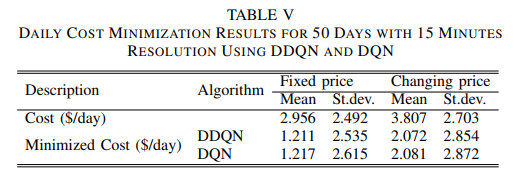 TABLE V
DAILY COST MINIMIZATION RESULTS FOR 50 DAYS WITH 15 MINUTES
RESOLUTION USING DDQN AND DQN
Description Algorithm Fixed price Changing price
Mean St.dev. Mean St.dev.
Cost ($/day) 2.956 2.492 3.807 2.703
Minimized Cost ($/day) DDQN 1.211 2.535 2.072 2.854
DQN 1.217 2.615 2.081 2.872